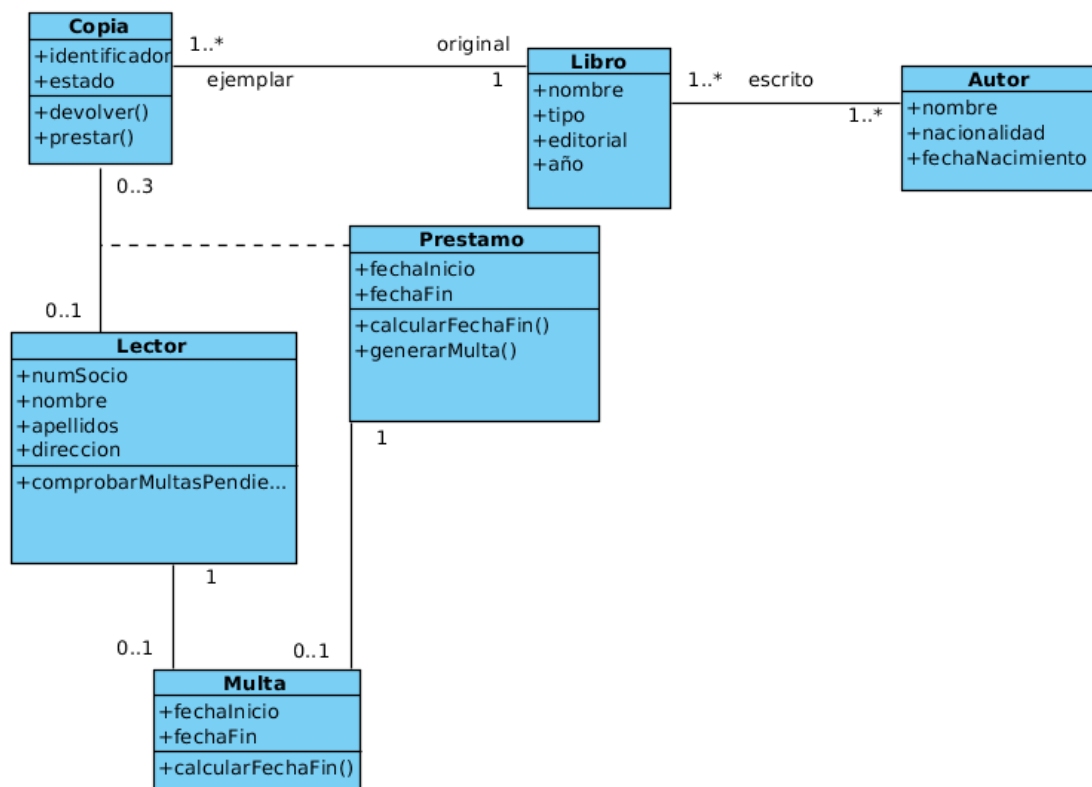 Copia
+identificador
+estado
+devolver()
+prestar()
1..*
ejemplar
original
1
Libro
+nombre
+tipo
+editorial
+año
1..*
escrito
1..*
Autor
+nombre
+nacionalidad
+fechaNacimiento
0..3
0..1
Prestamo
+fechaInicio
+fechaFin
+calcularFechaFin()
+generarMulta()
1
Lector
+numSocio
+nombre
+apellidos
+direccion
+comprobarMultasPendie...
1
0..1
0..1
Multa
+fechaInicio
+fechaFin
+calcularFechaFin()